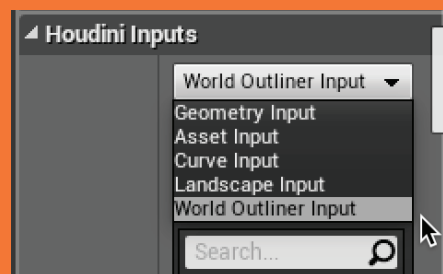 Houdini Inputs
World Outliner Input
Geometry Input
Asset Input
Curve Input
Landscape Input
World Outliner Input
Search...